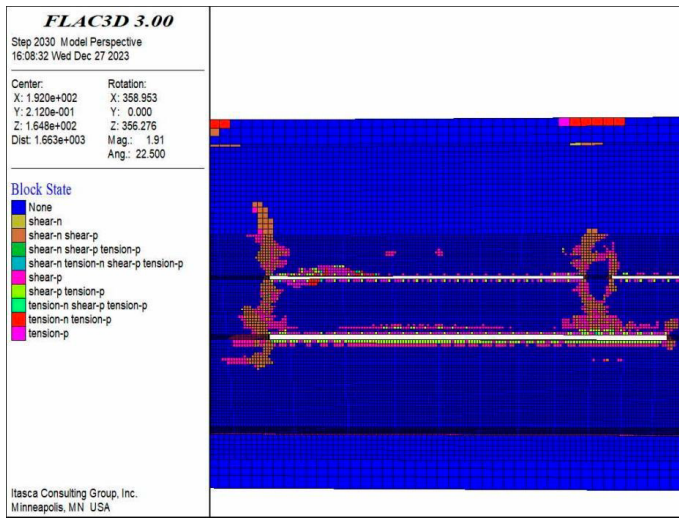 FLAC3D 3.00
Step 2030 Model Perspective
16:08:32 Wed Dec 27 2023
Center: Rotation:
X: 1.920e+002 X: 358.953
Y: 2.120e-001 Y: 0.000
Z: 1.648e+002 Z: 356.276
Dist: 1.663e+003 Mag.: 1.91
Ang.: 22.500
Block State
None
shear-n
shear-n shear-p
shear-n shear-p tension-p
shear-n tension-n shear-p tension-p
shear-p
shear-p tension-p
tension-n shear-p tension-p
tension-n tension-p
tension-p
Itasca Consulting Group, Inc.
Minneapolis, MN USA